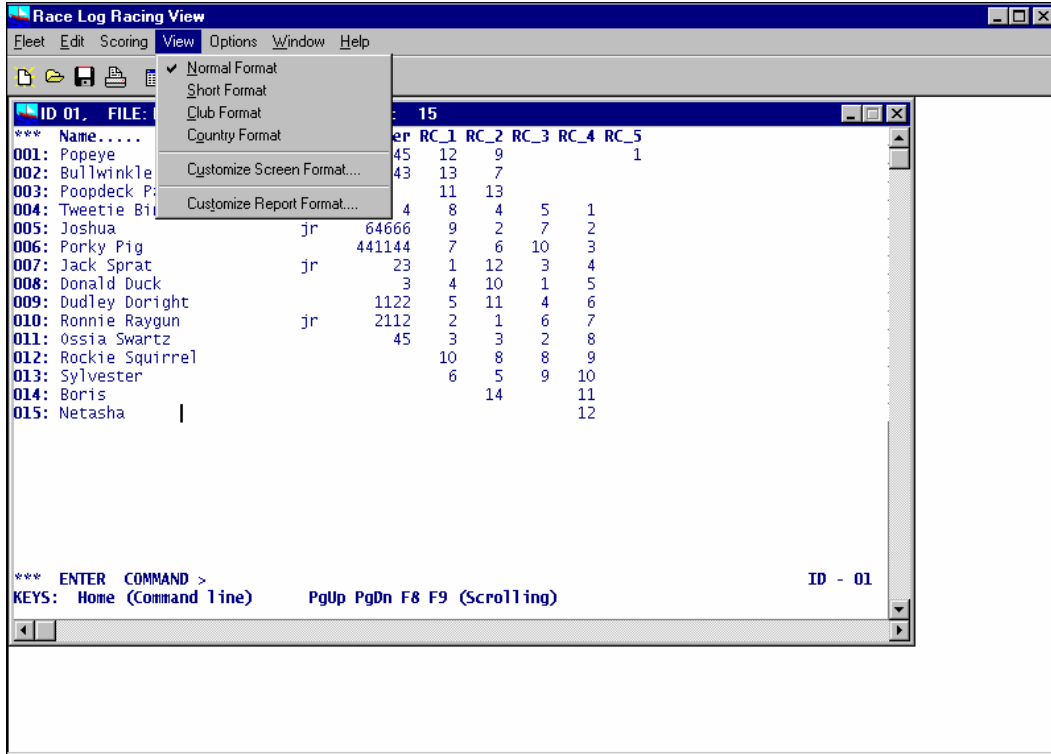 Race Log Racing View
Fleet Edit Scoring View Options Window Help
Normal Format
Short Format
Club Format
Country Format
Customize Screen Format....
Customize Report Format....
ID 01, FILE: : 15
*** Name..... er RC_1 RC_2 RC_3 RC_4 RC_5
001: Popeye 45 12 9 1
002: Bullwinkle 43 13 7
003: Poopdeck 11 13
004: Tweetie 4 8 4 5 1
005: Joshua jr 64666 9 2 7 2
006: Porky Pig 441144 7 6 10 3
007: Jack Sprat jr 23 1 12 3 4
008: Donald Duck 3 4 10 1 5
009: Dudley Doright 1122 5 11 4 6
010: Ronnie Raygun jr 2112 2 1 6 7
011: Ossia Swartz 45 3 3 2 8
012: Rockie Squirrel 10 8 8 9
013: Sylvester 6 5 9 10
014: Boris 14 11
015: Netasha 12
*** ENTER COMMAND > ID - 01
KEYS: Home (Command line) PgUp PgDn F8 F9 (Scrolling)